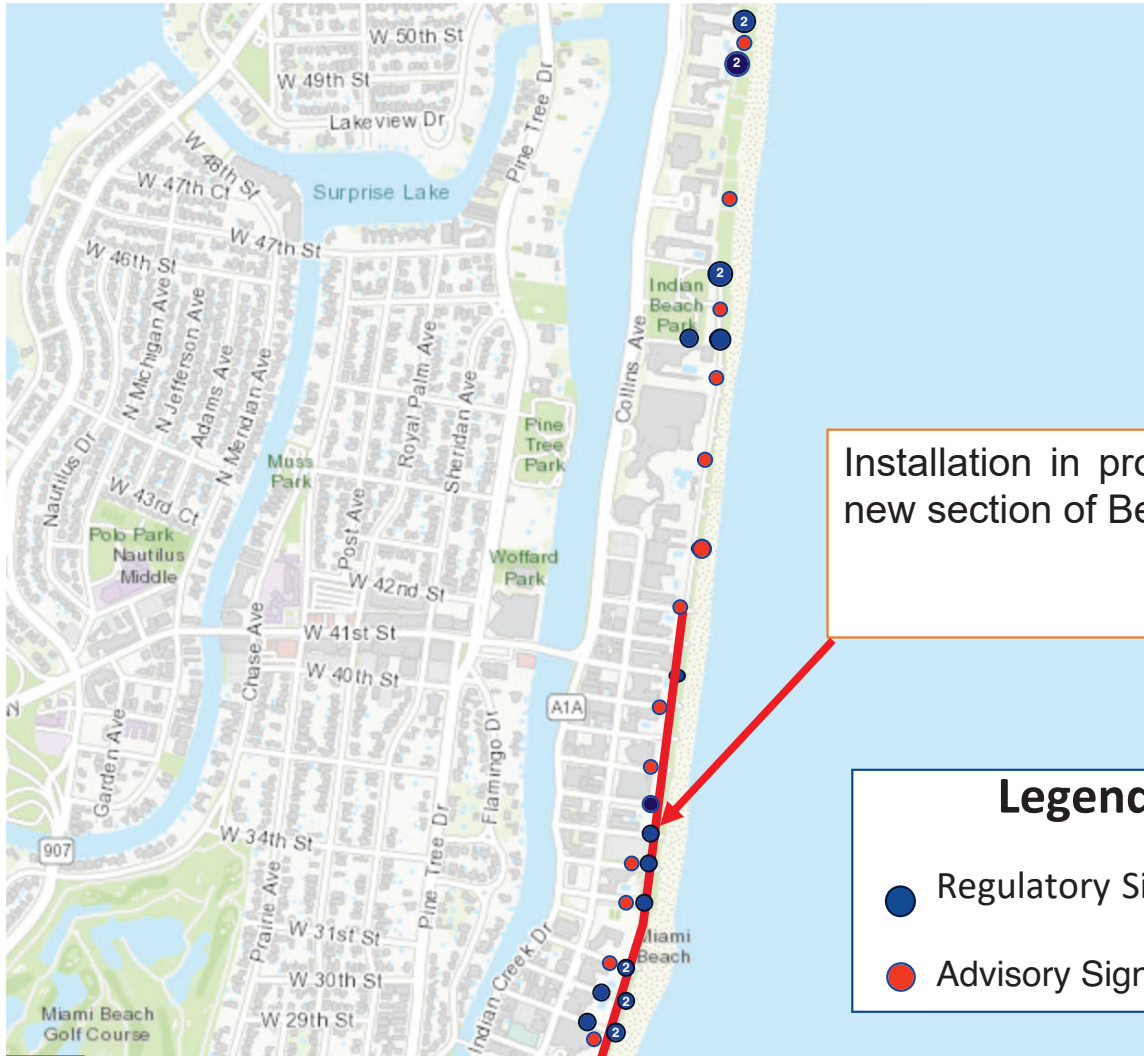 2
W 50th St
2
W 49th St
Lakeview Dr
Pine Tree Dr
W 48th St
W 47th Ct
Surprise Lake
W 47th St
W 46th St
2
Indian
Beach
Park
N Michigan Ave
N Jefferson Ave
Adams Ave
N Meridian Ave
Royal Palm Ave
Sheridan Ave
Collins Ave
Pine
Tree
Park
Nautilus Dr
Muss
Park
W 43rd Ct
Post Ave
Installation in pro
new section of Be
Polo Park
Nautilus
Middle
Woffard
Park
W 42nd St
W 41st St
Chase Ave
W 40th St
A1A
N
Garden Ave
Flamingo Dr
Legend
907
W 34th St
Pine Tree Dr
Regulatory Si
Prairie Ave
W 31st St
Indian Creek Dr
Miami
Beach
2
Advisory Sign
W 30th St
2
Miami Beach
Golf Course
W 29th St
2